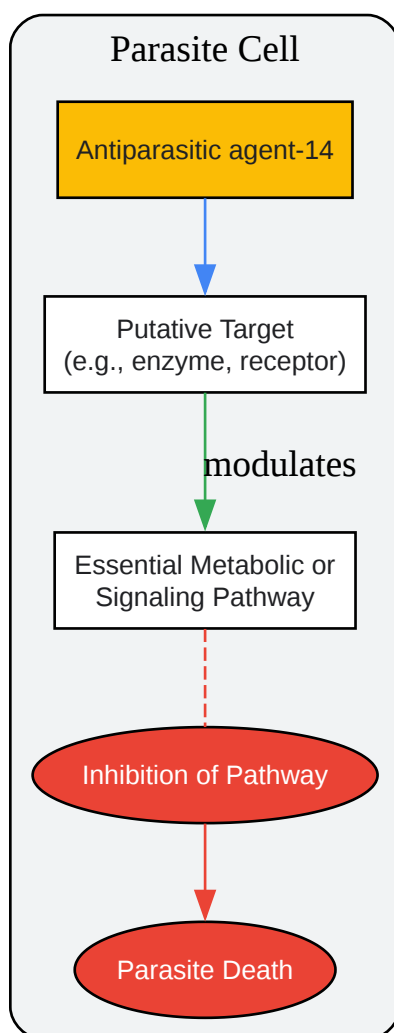 Parasite Cell
Antiparasitic agent-14
Putative Target
(e.g., enzyme, receptor)
modulates
Essential Metabolic or
Signaling Pathway
Inhibition of Pathway
Parasite Death